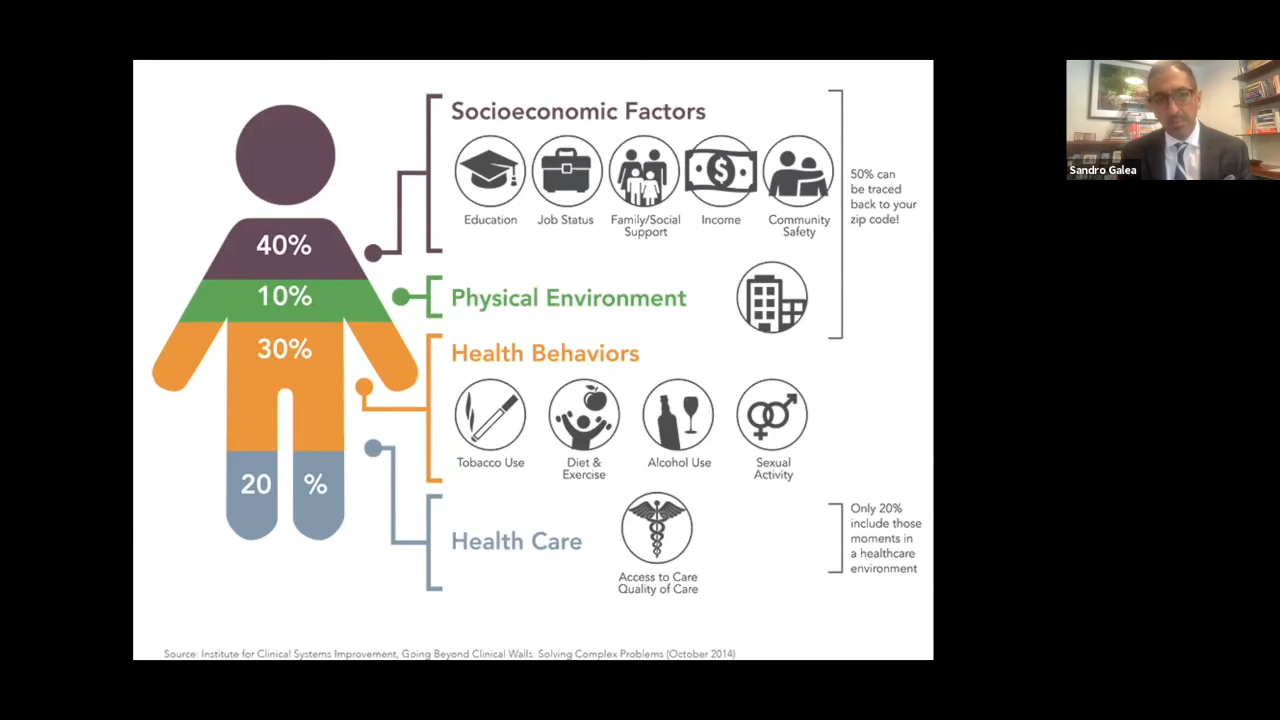 Socioeconomic Factors
Education
Job Status
Family/Social
Support
Income
Community
Safety
50% can
be traced
back to your
zip code!
40%
10%
Physical Environment
30%
Health Behaviors
Tobacco Use
Diet &
Exercise
Alcohol Use
Sexual
Activity
20 %
Health Care
Access to Care
Quality of Care
Only 20%
include those
moments in
a healthcare
environment
Source: Institute for Clinical Systems Improvement, Going Beyond Clinical Walls: Solving Complex Problems (October 2014)
Sandro Galea